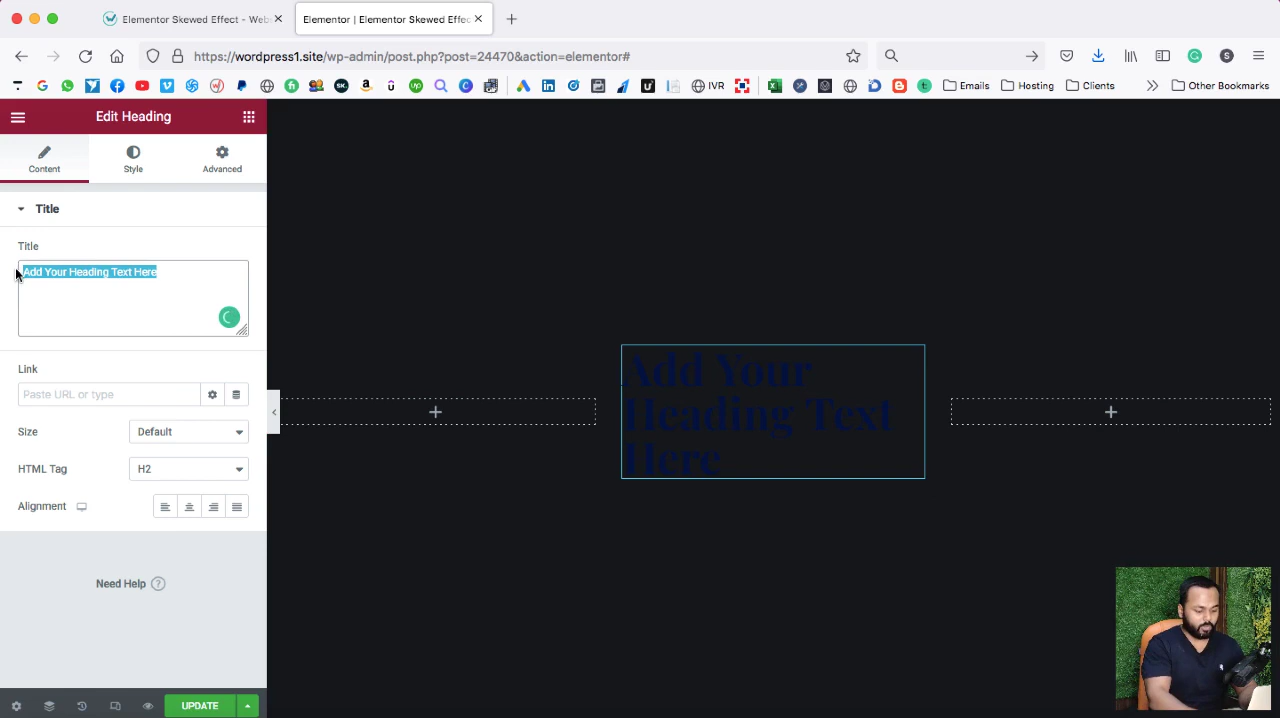 Elementor Skewed Effect - Web
Elementor | Elementor Skewed Effec
https://wordpress1.site/wp-admin/post.php?post=24470&action=elementor#
IVR
Emails
Hosting
Clients
Other Bookmarks
Edit Heading
Content
Style
Advanced
Title
Title
Add Your Heading Text Here
Link
Paste URL or type
Size
Default
HTML Tag
H2
Alignment
Need Help
UPDATE
Add Your
Heading Text
Here